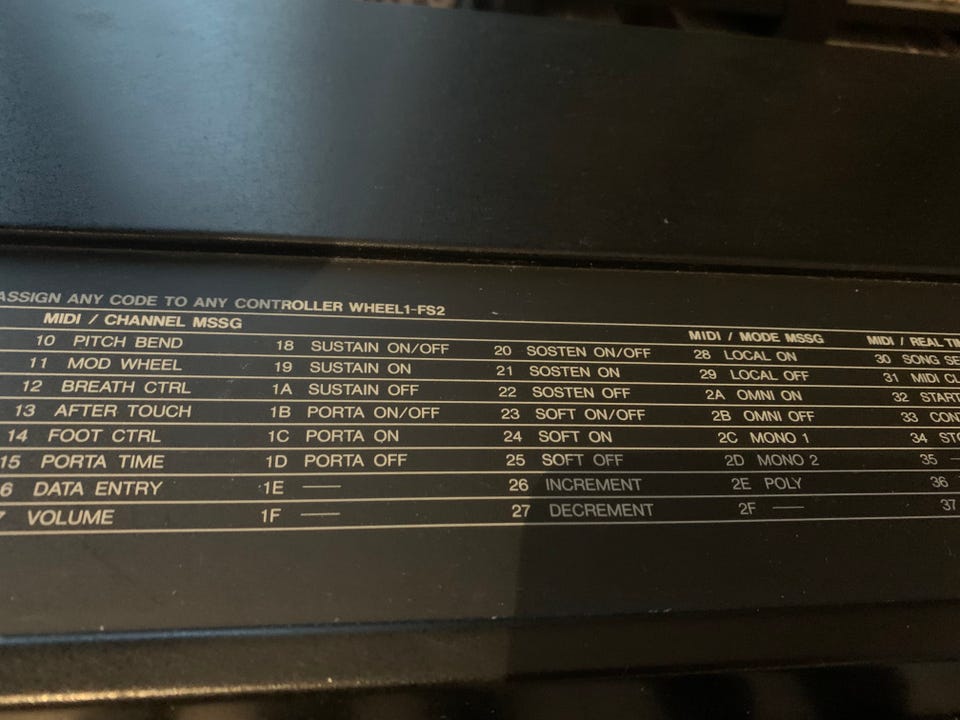 ASSIGN ANY CODE TO ANY CONTROLLER WHEEL1-FS2
MIDI / CHANNEL MSSG MIDI / MODE MSSG MIDI / REAL
10 PITCH BEND 18 SUSTAIN ON/OFF 20 SOSTEN ON/OFF 28 LOCAL ON 30 SONG
11 MOD WHEEL 19 SUSTAIN ON 21 SOSTEN ON 29 LOCAL OFF 31 MIDI
12 BREATH CTRL 1A SUSTAIN OFF 22 SOSTEN OFF 2A OMNI ON 32 START
13 AFTER TOUCH 1B PORTA ON/OFF 23 SOFT ON/OFF 2B OMNI OFF 33
14 FOOT CTRL 1C PORTA ON 24 SOFT ON 2C MONO 1 34
15 PORTA TIME 1D PORTA OFF 25 SOFT OFF 2D MONO 2 35 —
6 DATA ENTRY 1E — 26 INCREMENT 2E POLY 36
7 VOLUME 1F — 27 DECREMENT 2F — 37